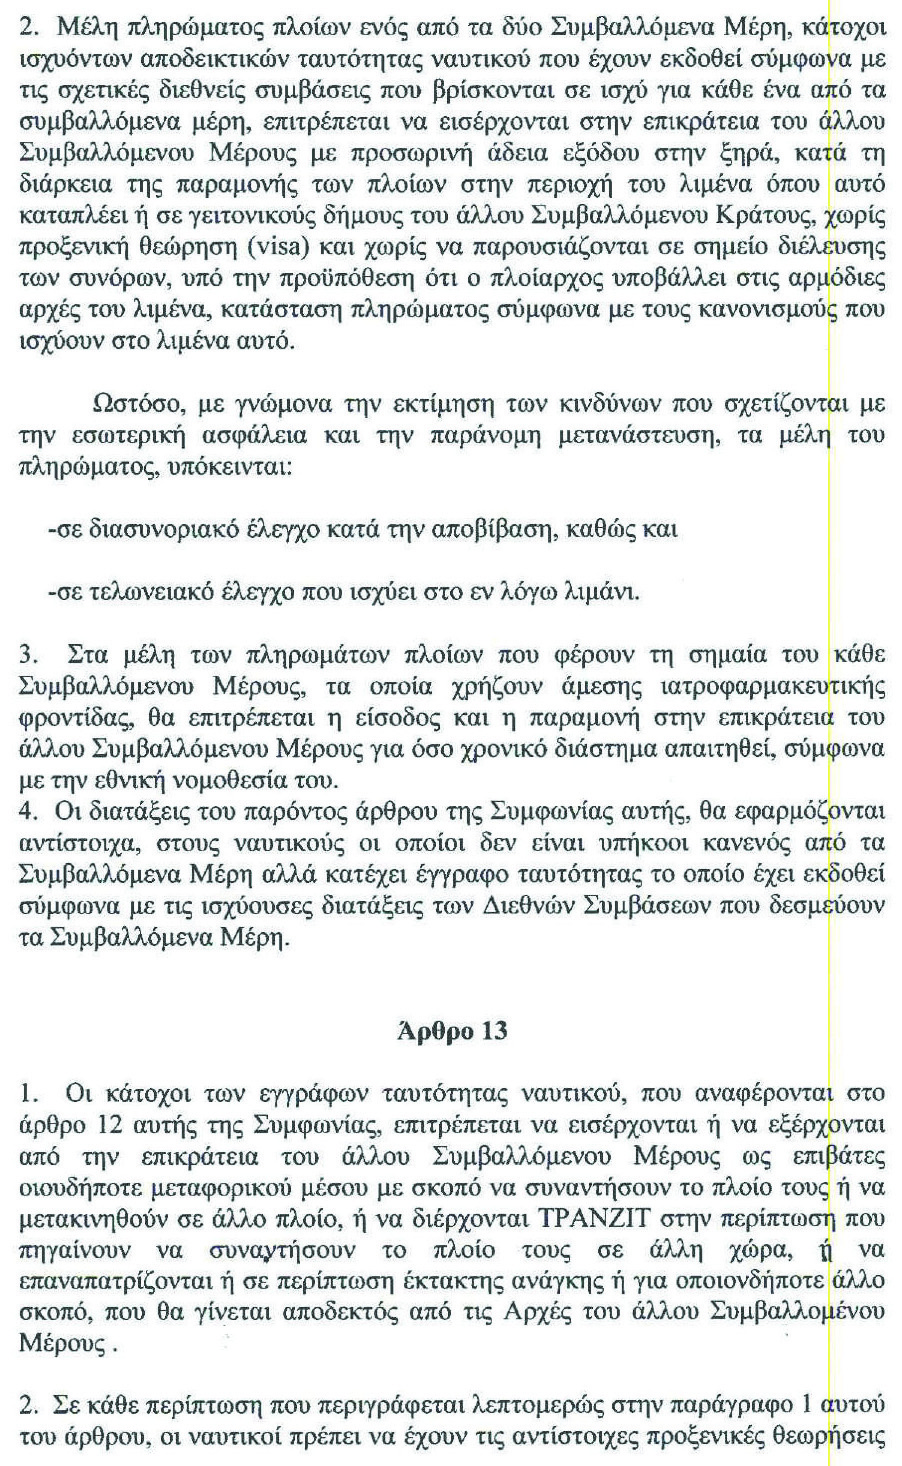 2. Μέλη πληρώματος πλοίων ενός από τα δύο Συμβαλλόμενα Μέρη, κάτοχοι
ισχυόντων αποδεικτικών ταυτότητας ναυτικού που έχουν εκδοθεί σύμφωνα με
τις σχετικές διεθνείς συμβάσεις που βρίσκονται σε ισχύ για κάθε ένα από τα
συμβαλλόμενα μέρη, επιτρέπεται να εισέρχονται στην επικράτεια του άλλου
Συμβαλλόμενου Μέρους με προσωρινή άδεια εξόδου στην ξηρά, κατά τη
διάρκεια της παραμονής των πλοίων στην περιοχή του λιμένα όπου αυτό
καταπλέει ή σε γειτονικούς δήμους του άλλου Συμβαλλόμενου Κράτους, χωρίς
προξενική θεώρηση (visa) και χωρίς να παρουσιάζονται σε σημείο διέλευσης
των συνόρων, υπό την προϋπόθεση ότι ο πλοίαρχος υποβάλλει στις αρμόδιες
αρχές του λιμένα, κατάσταση πληρώματος σύμφωνα με τους κανονισμούς που
ισχύουν στο λιμένα αυτό.
Ωστόσο, με γνώμονα την εκτίμηση των κινδύνων που σχετίζονται με
την εσωτερική ασφάλεια και την παράνομη μετανάστευση, τα μέλη του
πληρώματος, υπόκεινται:
-σε διασυνοριακό έλεγχο κατά την αποβίβαση, καθώς και
-σε τελωνειακό έλεγχο που ισχύει στο εν λόγω λιμάνι.
3. Στα μέλη των πληρωμάτων πλοίων που φέρουν τη σημαία του κάθε
Συμβαλλόμενου Μέρους, τα οποία χρήζουν άμεσης ιατροφαρμακευτικής
φροντίδας, θα επιτρέπεται η είσοδος και η παραμονή στην επικράτεια του
άλλου Συμβαλλόμενου Μέρους για όσο χρονικό διάστημα απαιτηθεί, σύμφωνα
με την εθνική νομοθεσία του.
4. Οι διατάξεις του παρόντος άρθρου της Συμφωνίας αυτής, θα εφαρμόζονται
αντίστοιχα, στους ναυτικούς οι οποίοι δεν είναι υπήκοοι κανενός από τα
Συμβαλλόμενα Μέρη αλλά κατέχει έγγραφο ταυτότητας το οποίο έχει εκδοθεί
σύμφωνα με τις ισχύουσες διατάξεις των Διεθνών Συμβάσεων που δεσμεύουν
τα Συμβαλλόμενα Μέρη.
Άρθρο 13
1. Οι κάτοχοι των εγγράφων ταυτότητας ναυτικού, που αναφέρονται στο
άρθρο 12 αυτής της Συμφωνίας, επιτρέπεται να εισέρχονται ή να εξέρχονται
από την επικράτεια του άλλου Συμβαλλόμενου Μέρους ως επιβάτες
οιουδήποτε μεταφορικού μέσου με σκοπό να συναντήσουν το πλοίο τους ή να
μετακινηθούν σε άλλο πλοίο, ή να διέρχονται ΤΡΑΝΖΙΤ στην περίπτωση που
πηγαίνουν να συναντήσουν το πλοίο τους σε άλλη χώρα, ή να
επαναπατρίζονται ή σε περίπτωση έκτακτης ανάγκης ή για οποιονδήποτε άλλο
σκοπό, που θα γίνεται αποδεκτός από τις Αρχές του άλλου Συμβαλλομένου
Μέρους .
2. Σε κάθε περίπτωση που περιγράφεται λεπτομερώς στην παράγραφο 1 αυτού
του άρθρου, οι ναυτικοί πρέπει να έχουν τις αντίστοιχες προξενικές θεωρήσεις